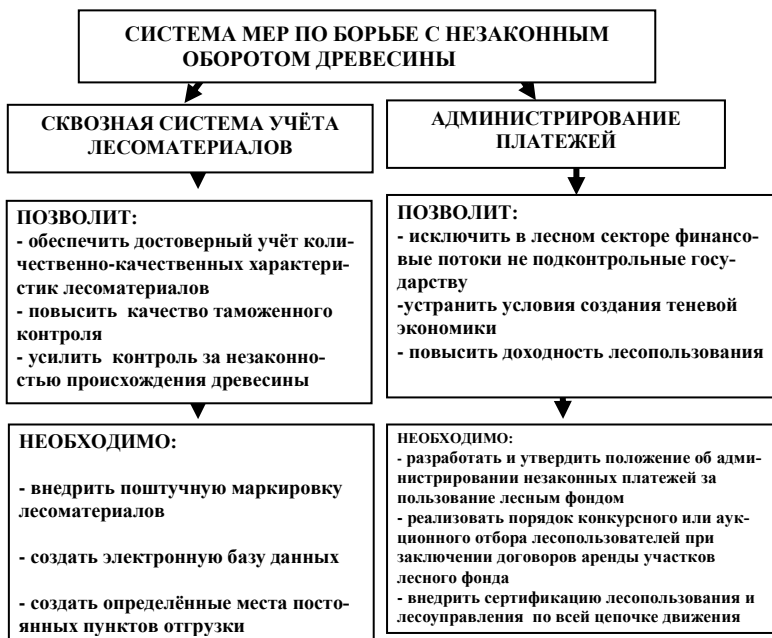 СИСТЕМА МЕР ПО БОРЬБЕ С НЕЗАКОННЫМ
ОБОРОТОМ ДРЕВЕСИНЫ
СКВОЗНАЯ СИСТЕМА УЧЁТА
ЛЕСОМАТЕРИАЛОВ
АДМИНИСТРИРОВАНИЕ
ПЛАТЕЖЕЙ
ПОЗВОЛИТ:
- обеспечить достоверный учёт коли-
чественно-качественных характери-
стик лесоматериалов
- повысить качество таможенного
контроля
- усилить контроль за незаконно-
стью происхождения древесины
ПОЗВОЛИТ:
- исключить в лесном секторе финансо-
вые потоки не подконтрольные госу-
дарству
-устранить условия создания теневой
экономики
- повысить доходность лесопользования
НЕОБХОДИМО:
- внедрить поштучную маркировку
лесоматериалов
- создать электронную базу данных
- создать определённые места посто-
янных пунктов отгрузки
НЕОБХОДИМО:
- разработать и утвердить положение об адми-
нистрировании незаконных платежей за
пользование лесным фондом
- реализовать порядок конкурсного или аук-
ционного отбора лесопользователей при
заключении договоров аренды участков
лесного фонда
- внедрить сертификацию лесопользования и
лесоуправления по всей цепочке движения